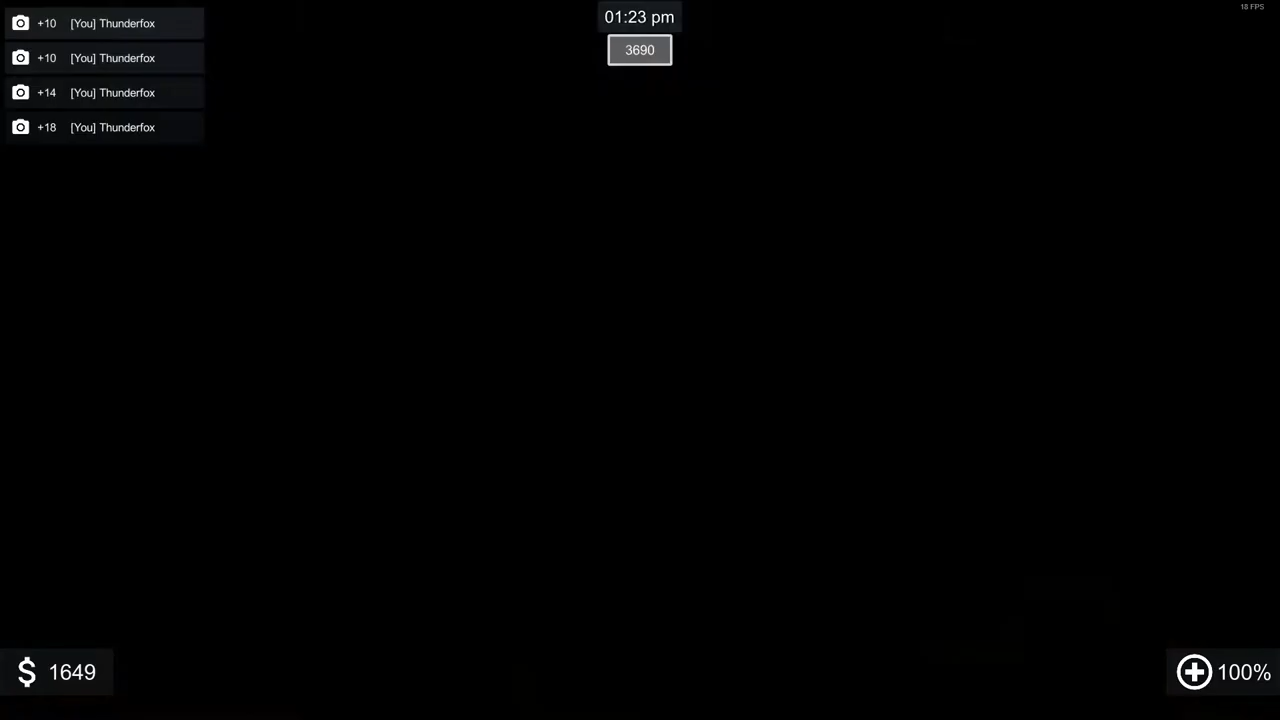 +10 [You] Thunderfox
+10 [You] Thunderfox
+14 [You] Thunderfox
+18 [You] Thunderfox
01:23 pm
3690
18 FPS
$ 1649
100%